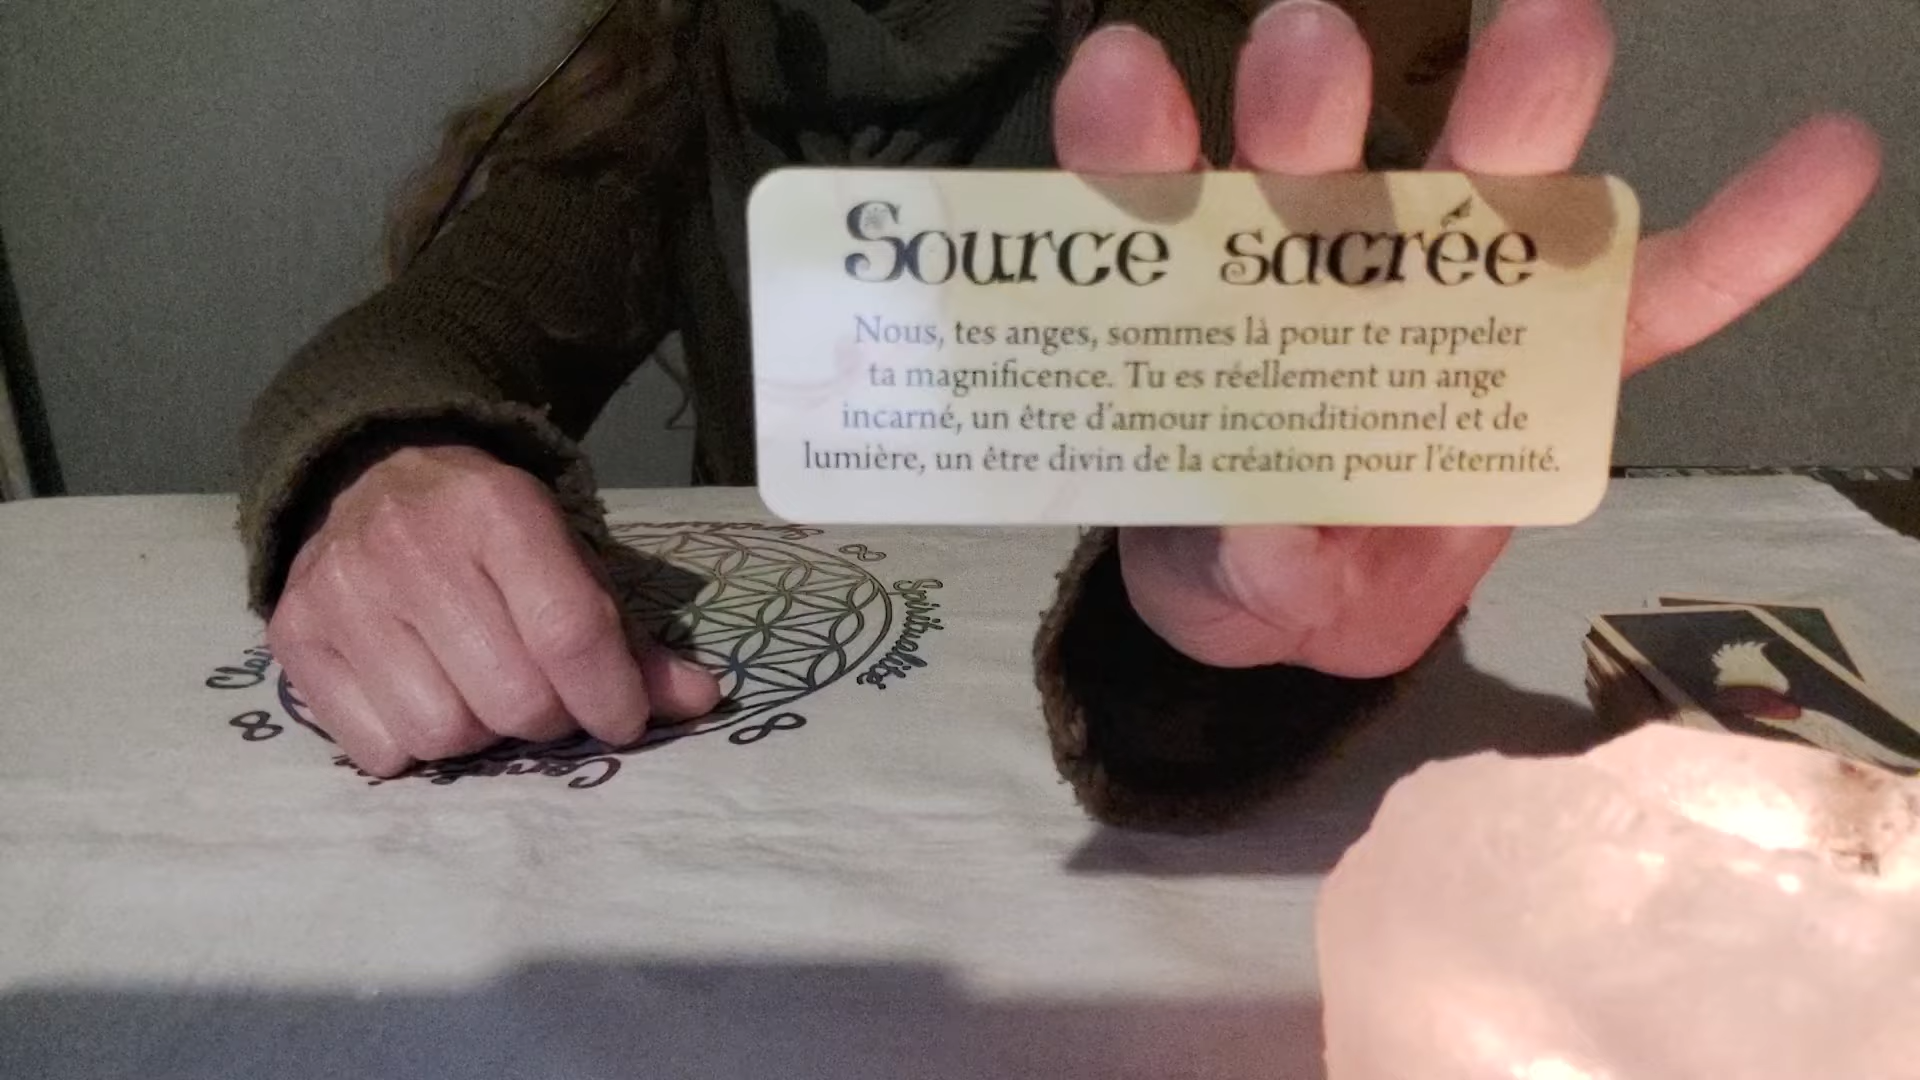 Source sacrée
Nous, tes anges, sommes là pour te rappeler
ta magnificence. Tu es réellement un ange
incarné, un être d'amour inconditionnel et de
lumière, un être divin de la création pour l'éternité.
Spiritualité